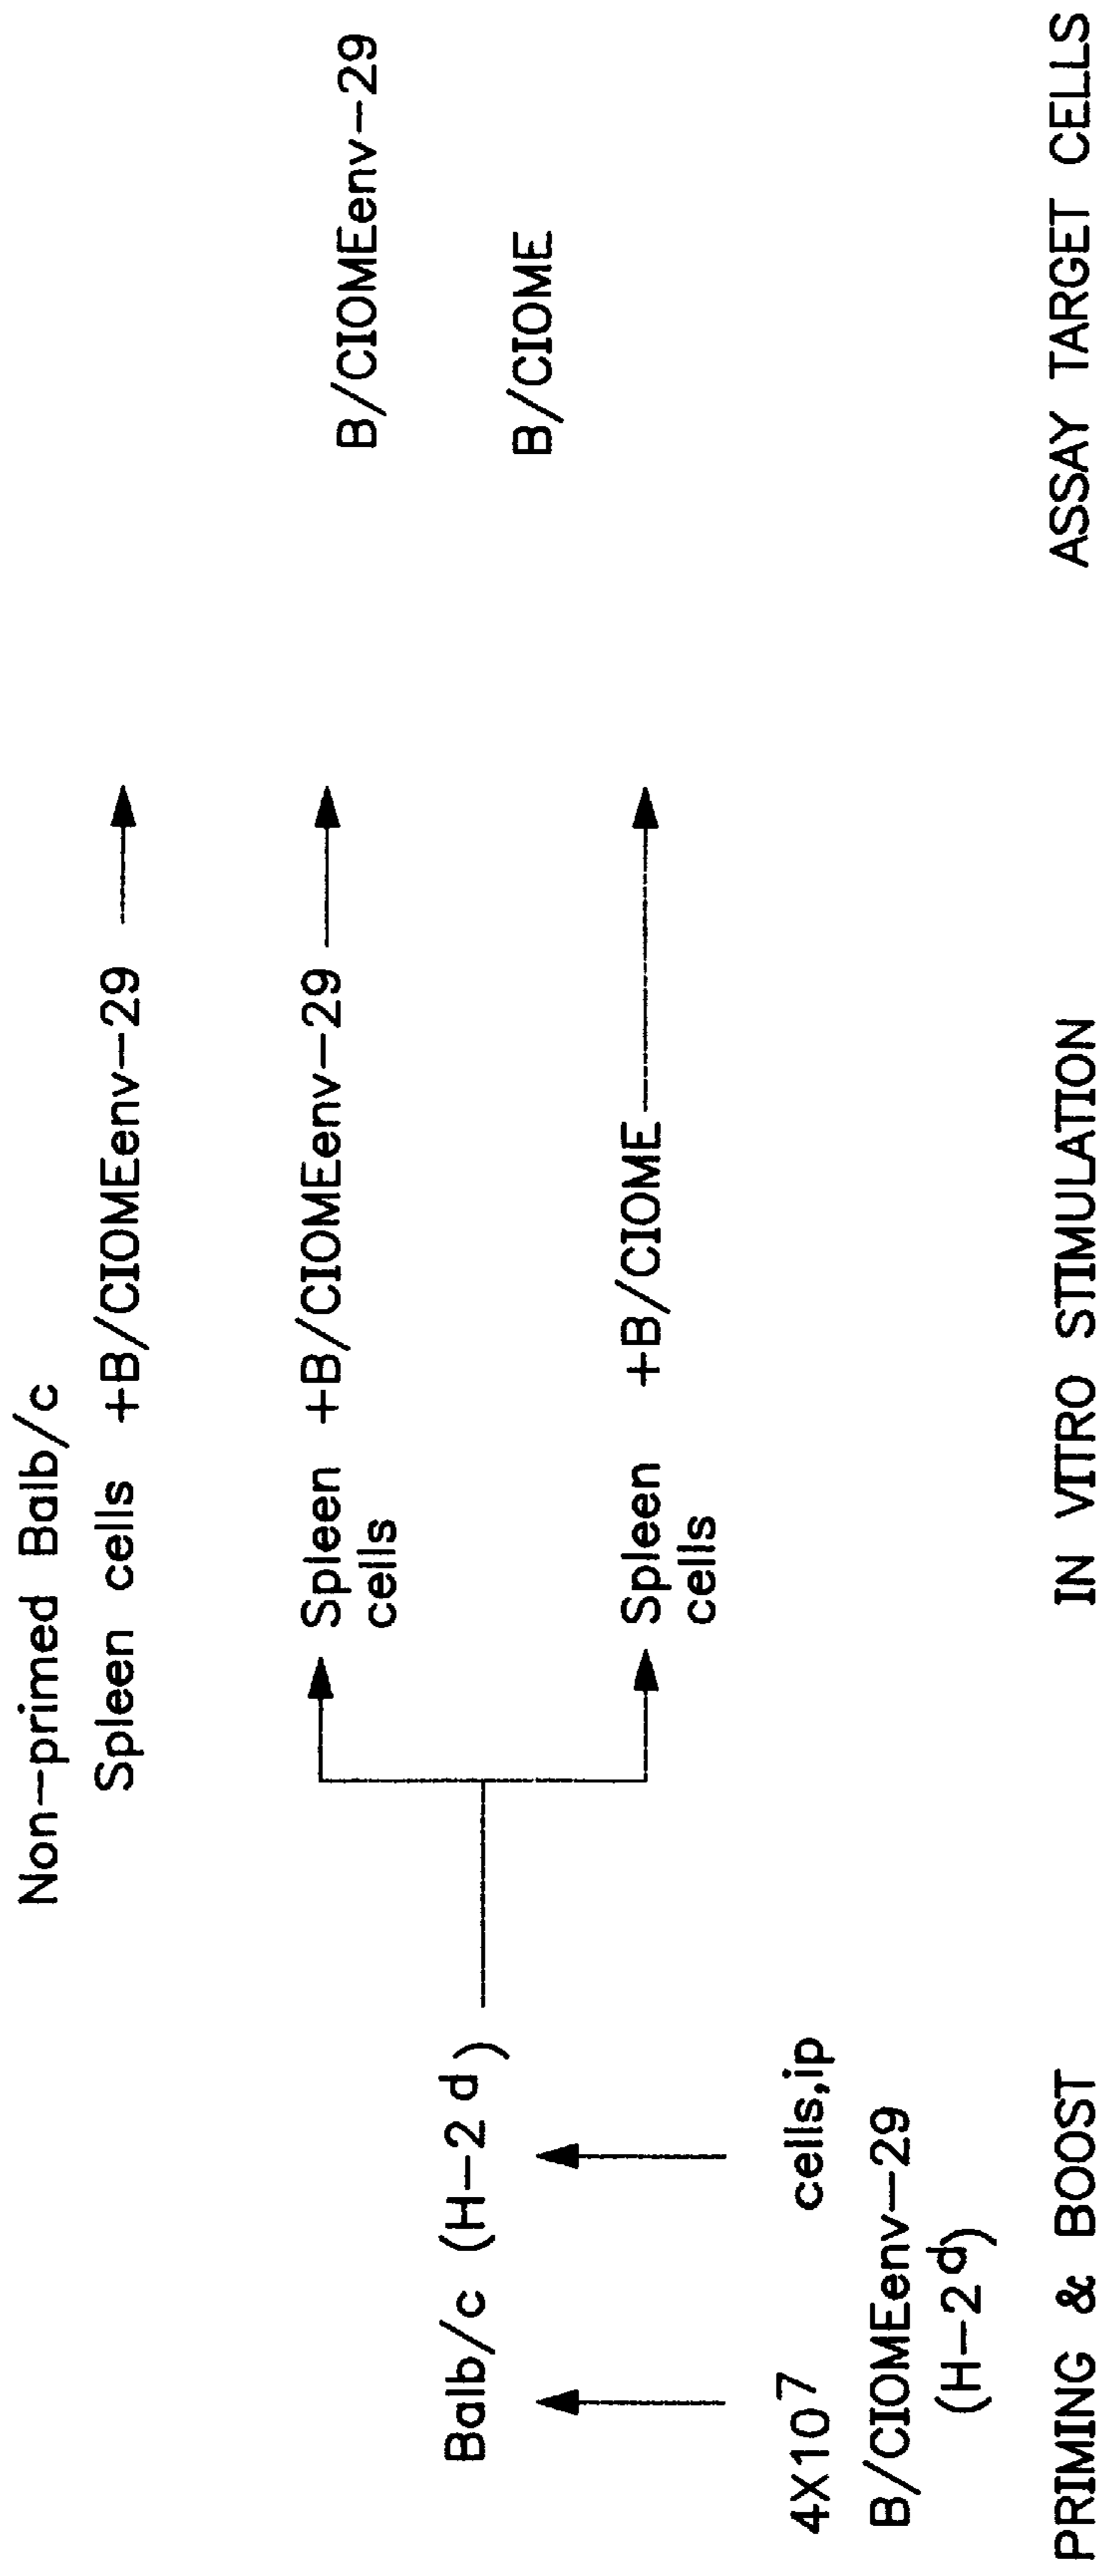 Non-primed Balb/c
Spleen cells +B/CIOMEenv-29
Spleen +B/CIOMEenv-29
cells
B/CIOMEenv-29
Balb/c (H-2 d)
B/CIOME
Spleen +B/CIOME
cells
4X10⁷ cells,ip
B/CIOMEenv-29
(H-2ᵈ)
PRIMING & BOOST
IN VITRO STIMULATION
ASSAY TARGET CELLS